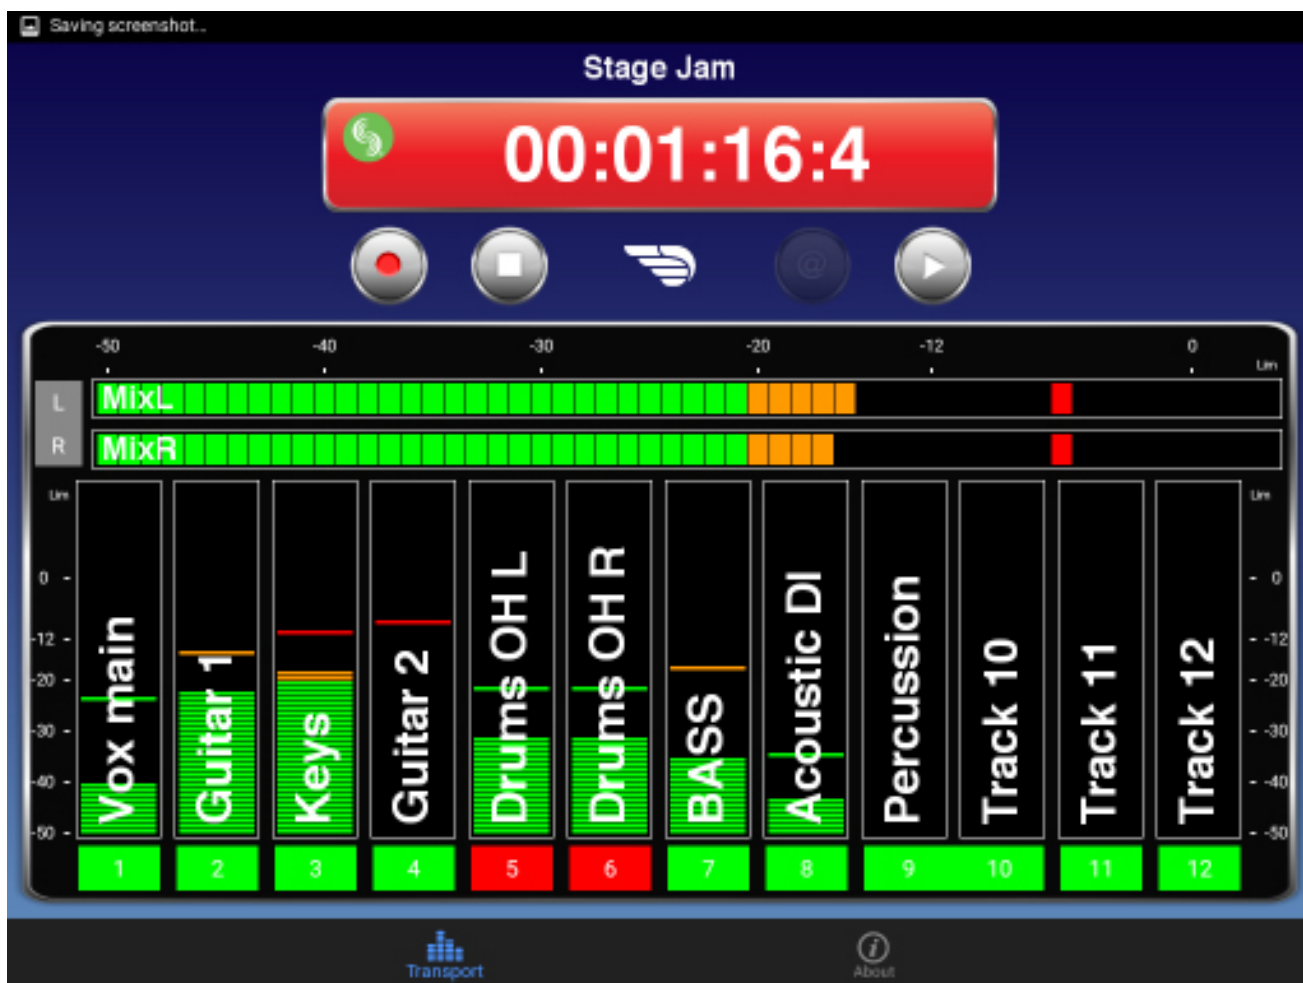 Saving screenshot...
Stage Jam
00:01:16:4
@
-50 -40 -30 -20 -12 0
Lim
L MixL
R MixR
Lim Lim
0 - - 0
-12 - - -12
-20 - - -20
-30 - - -30
-40 - - -40
-50 - - -50
Vox main
Guitar 1
Keys
Guitar 2
Drums OH L
Drums OH R
BASS
Acoustic DI
Percussion
Track 10
Track 11
Track 12
1 2 3 4 5 6 7 8 9 10 11 12
Transport About